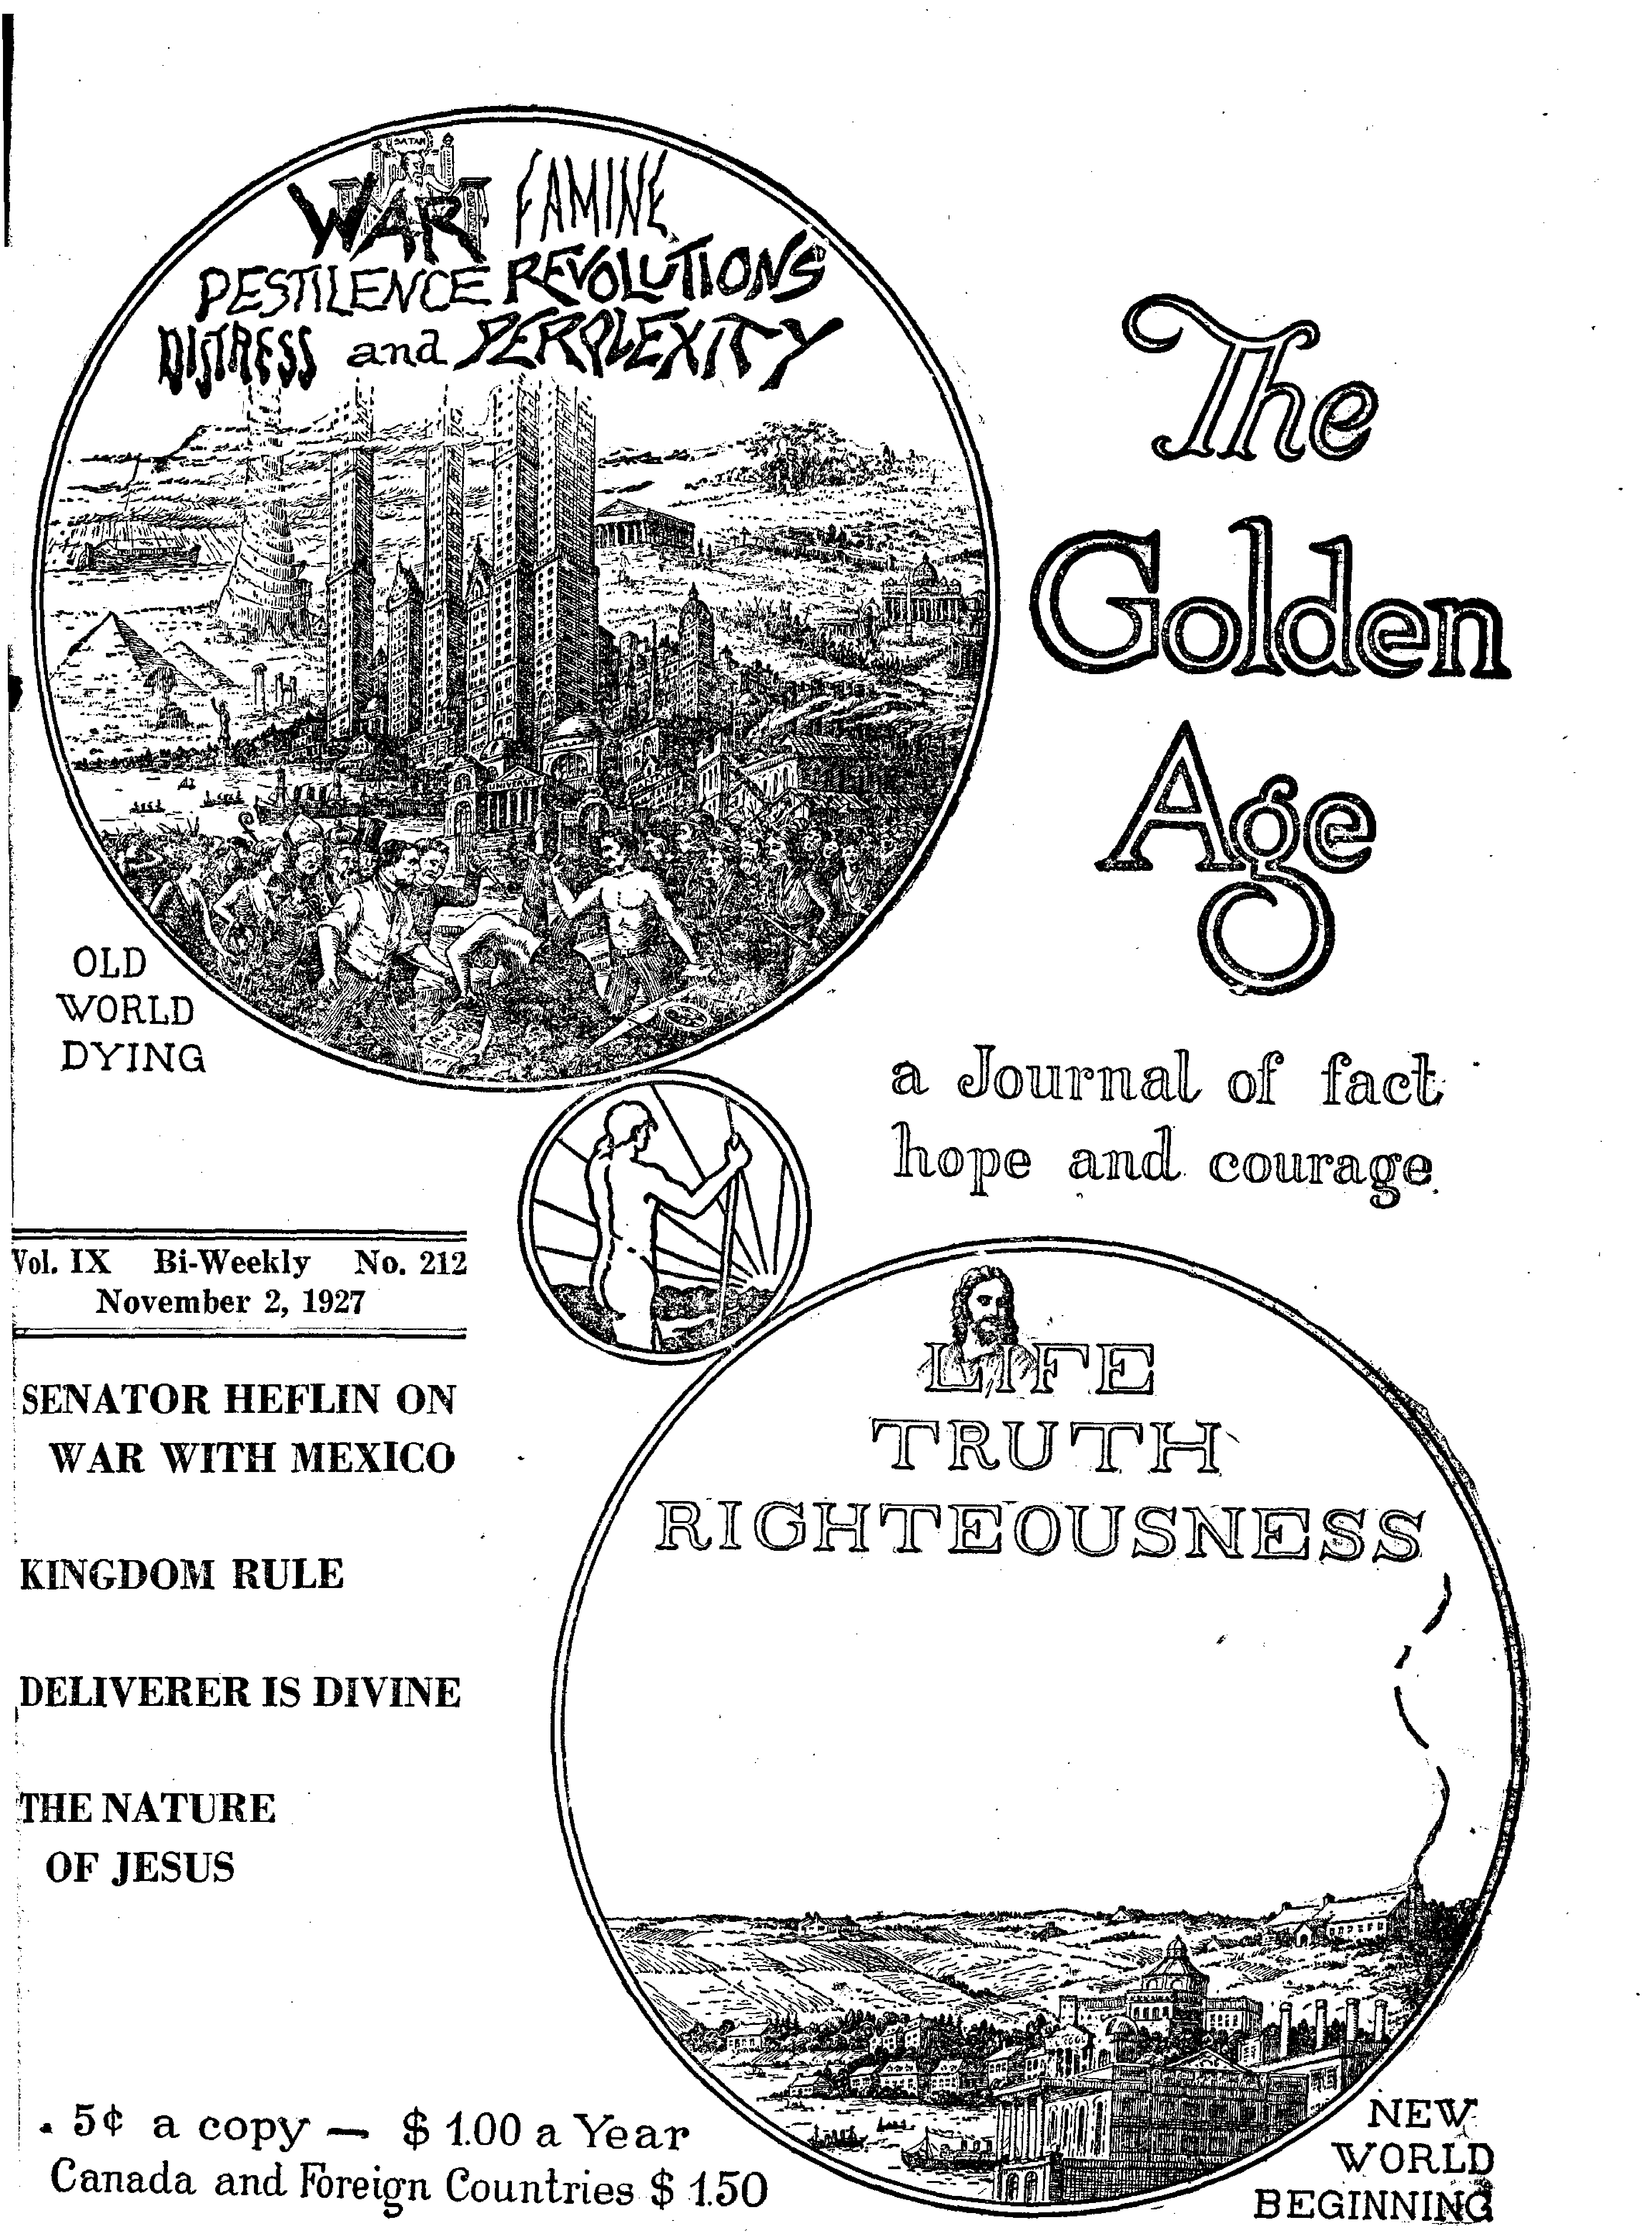 SATAN
WAR FAMINE
PESTILENCE REVOLUTIONS
DISTRESS and PERPLEXITY
The
Golden
Age
OLD
WORLD
DYING
a Journal of fact
hope and courage
Vol. IX Bi-Weekly No. 212
November 2, 1927
SENATOR HEFLIN ON
WAR WITH MEXICO
KINGDOM RULE
DELIVERER IS DIVINE
THE NATURE
OF JESUS
LIFE
TRUTH
RIGHTEOUSNESS
5¢ a copy — $ 1.00 a Year
Canada and Foreign Countries $ 1.50
NEW
WORLD
BEGINNING